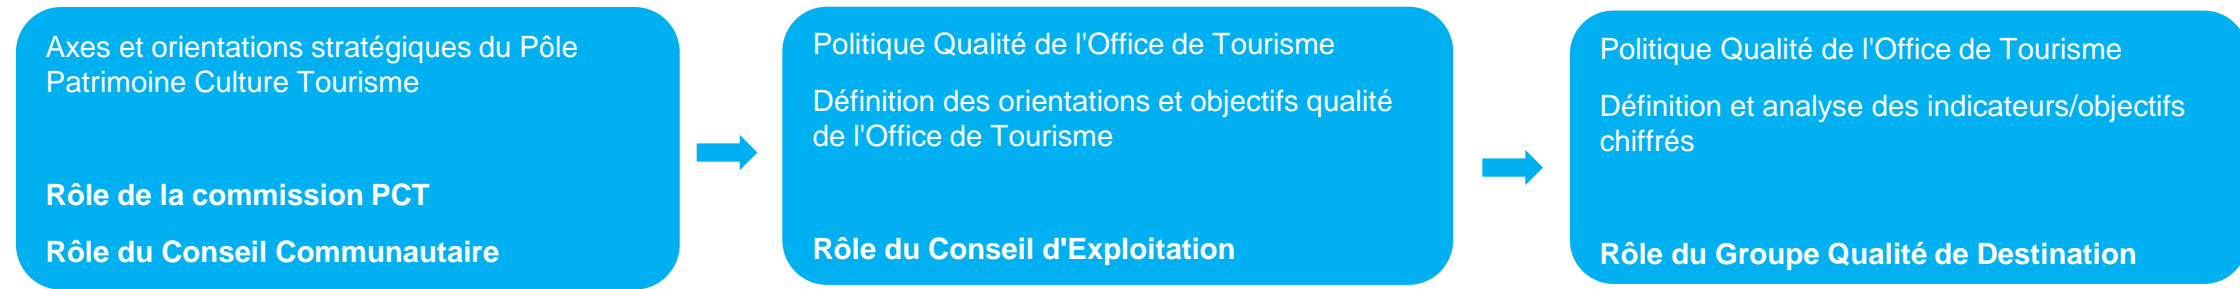 Axes et orientations stratégiques du Pôle
Patrimoine Culture Tourisme
Rôle de la commission PCT
Rôle du Conseil Communautaire
Politique Qualité de l'Office de Tourisme
Définition des orientations et objectifs qualité
de l'Office de Tourisme
Rôle du Conseil d'Exploitation
Politique Qualité de l'Office de Tourisme
Définition et analyse des indicateurs/objectifs
chiffrés
Rôle du Groupe Qualité de Destination